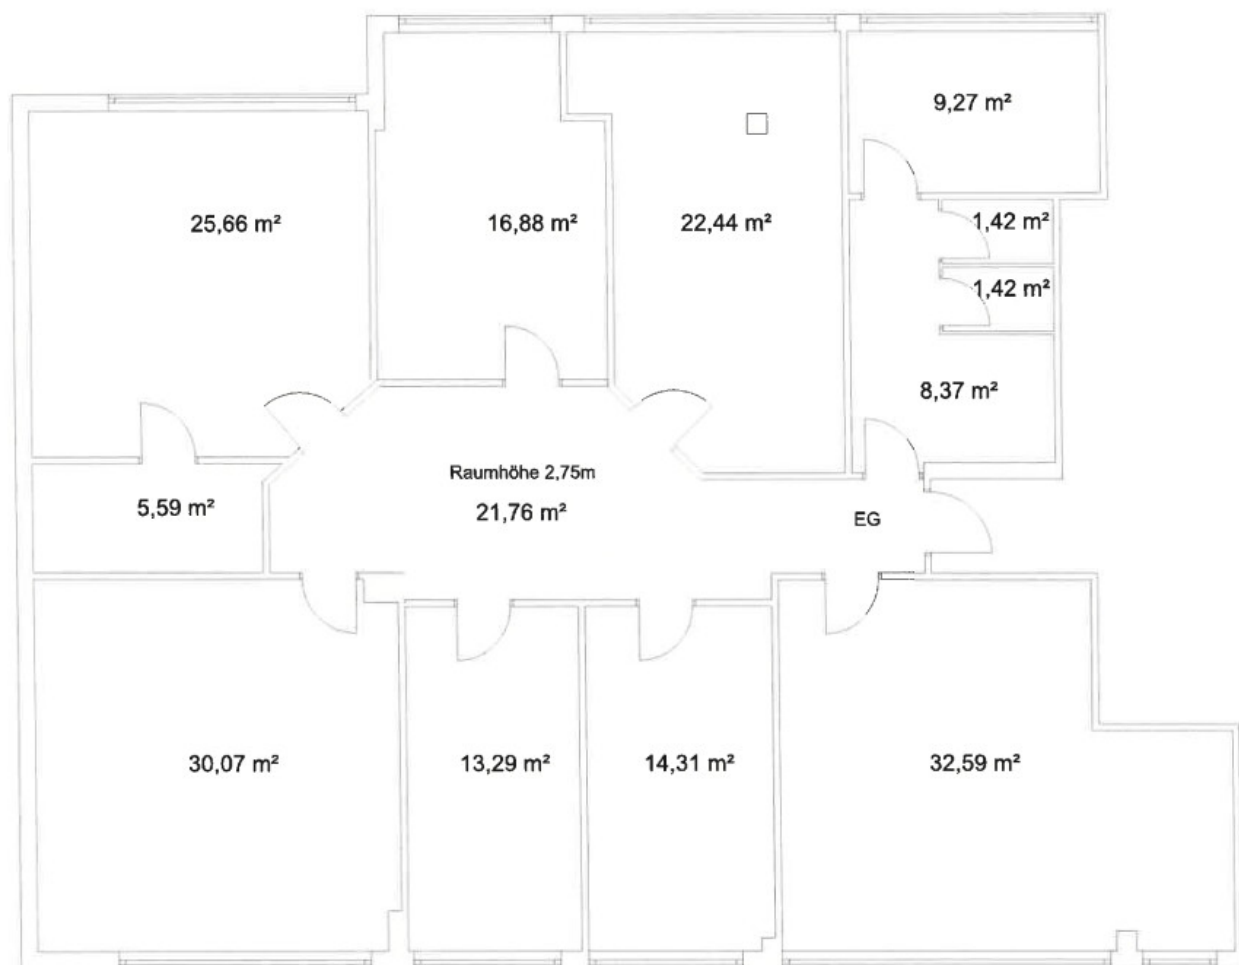 9,27 m²
25,66 m²
16,88 m²
22,44 m²
1,42 m²
1,42 m²
8,37 m²
Raumhöhe 2,75m
5,59 m²
21,76 m²
EG
30,07 m²
13,29 m²
14,31 m²
32,59 m²